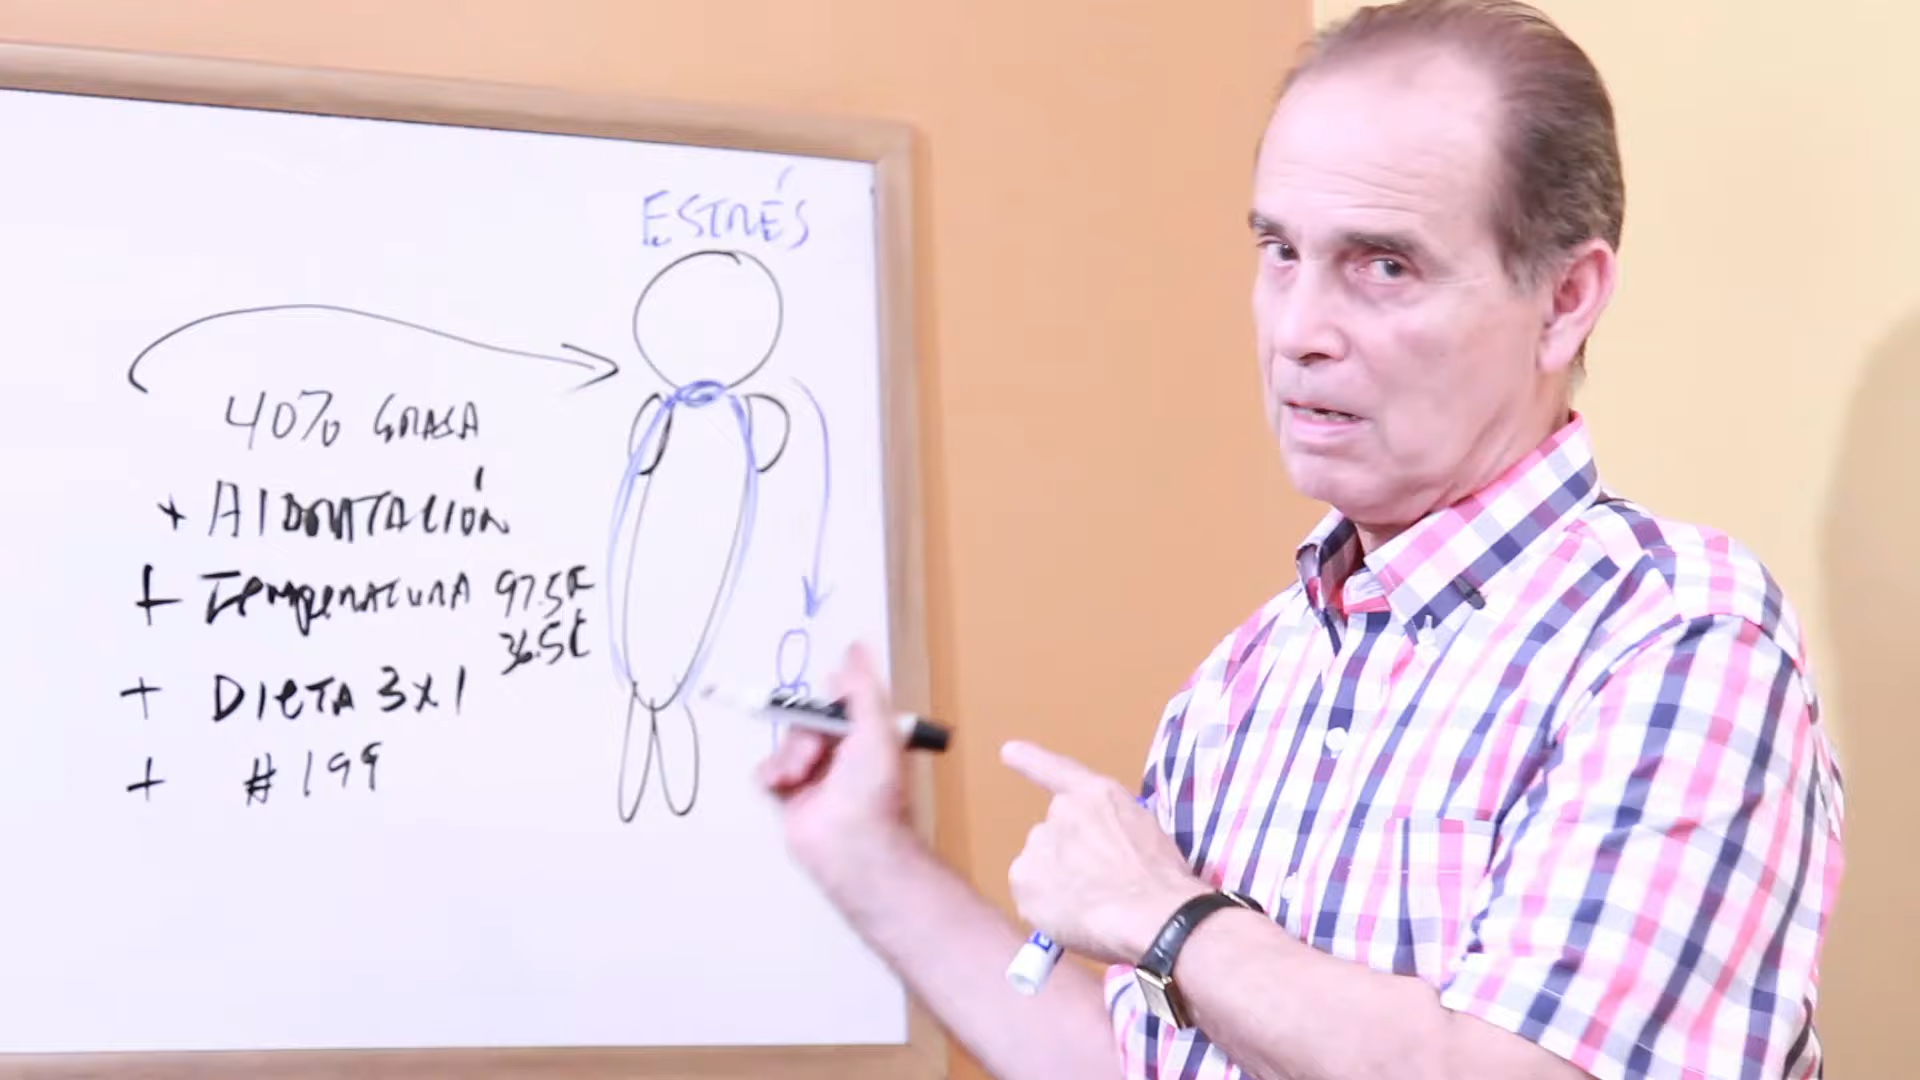 ESTRÉS
40% GRASA
+ ALIMENTACIÓN
+ TEMPERATURA 97.5F
36.5C
+ DIETA 3x1
+ #199